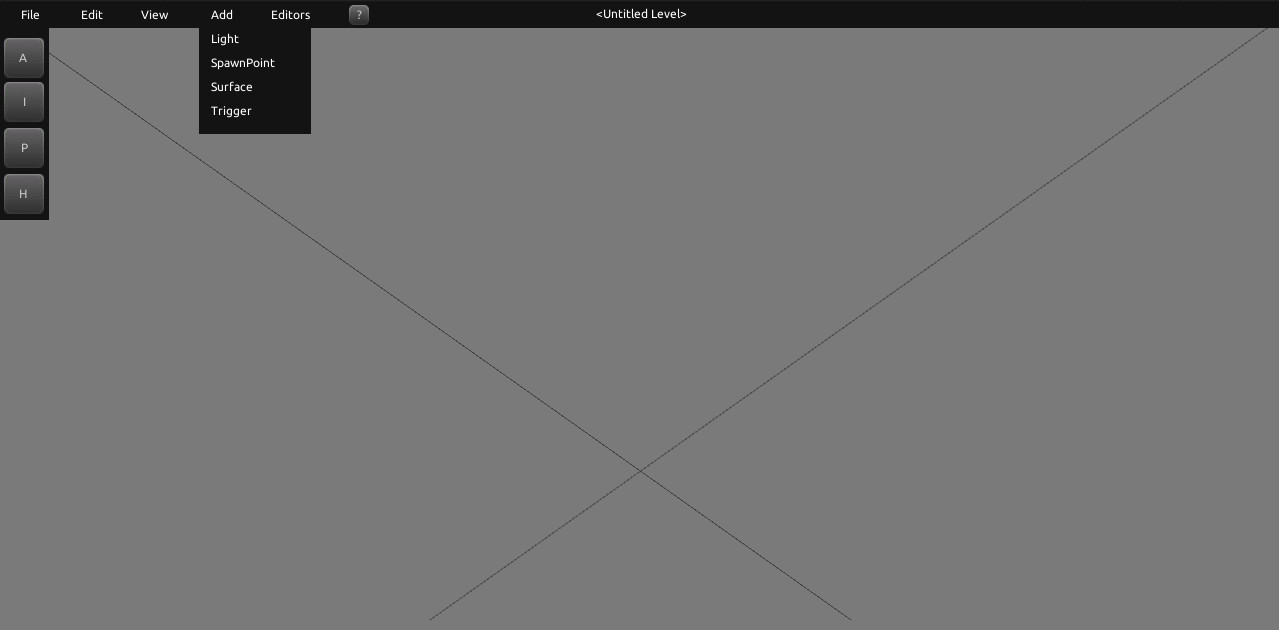 File Edit View Add Editors ? <Untitled Level>
Light
SpawnPoint
Surface
Trigger
A
I
P
H